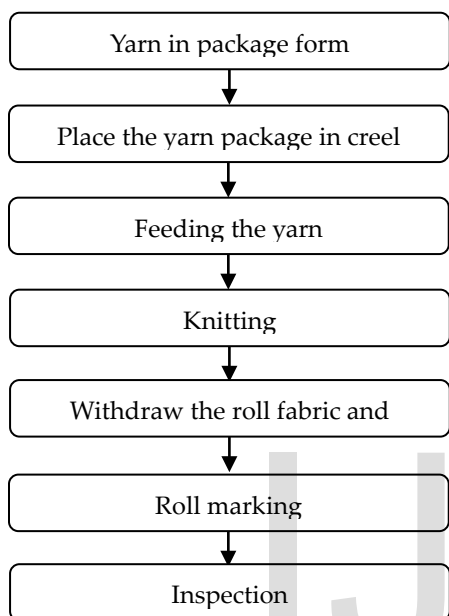 Yarn in package form
Place the yarn package in creel
Feeding the yarn
Knitting
Withdraw the roll fabric and
Roll marking
Inspection
IJ